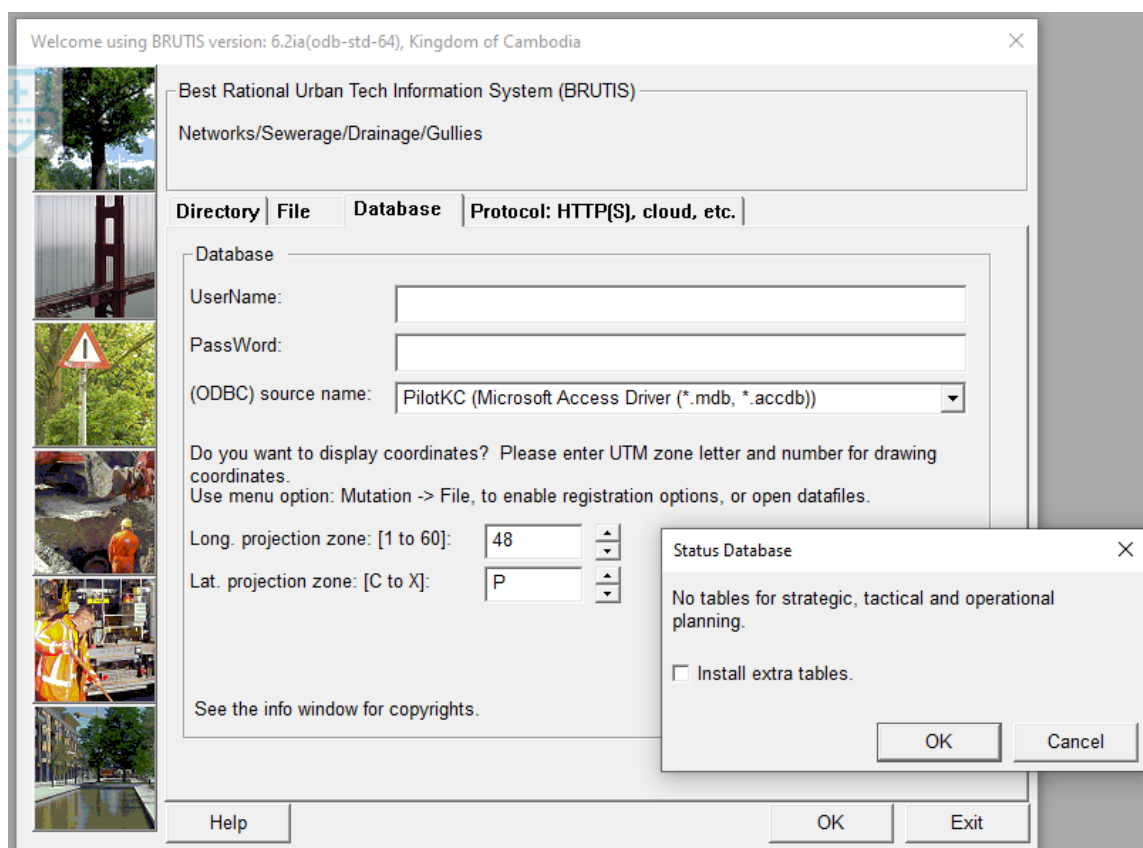 Welcome using BRUTIS version: 6.2ia(odb-std-64), Kingdom of Cambodia
Best Rational Urban Tech Information System (BRUTIS)
Networks/Sewerage/Drainage/Gullies
Directory File Database Protocol: HTTP(S), cloud, etc.
Database
UserName:
PassWord:
(ODBC) source name: PilotKC (Microsoft Access Driver (*.mdb, *.accdb))
Do you want to display coordinates? Please enter UTM zone letter and number for drawing
coordinates.
Use menu option: Mutation -> File, to enable registration options, or open datafiles.
Long. projection zone: [1 to 60]: 48
Lat. projection zone: [C to X]: P
See the info window for copyrights.
Status Database
No tables for strategic, tactical and operational
planning.
Install extra tables.
OK Cancel
Help OK Exit